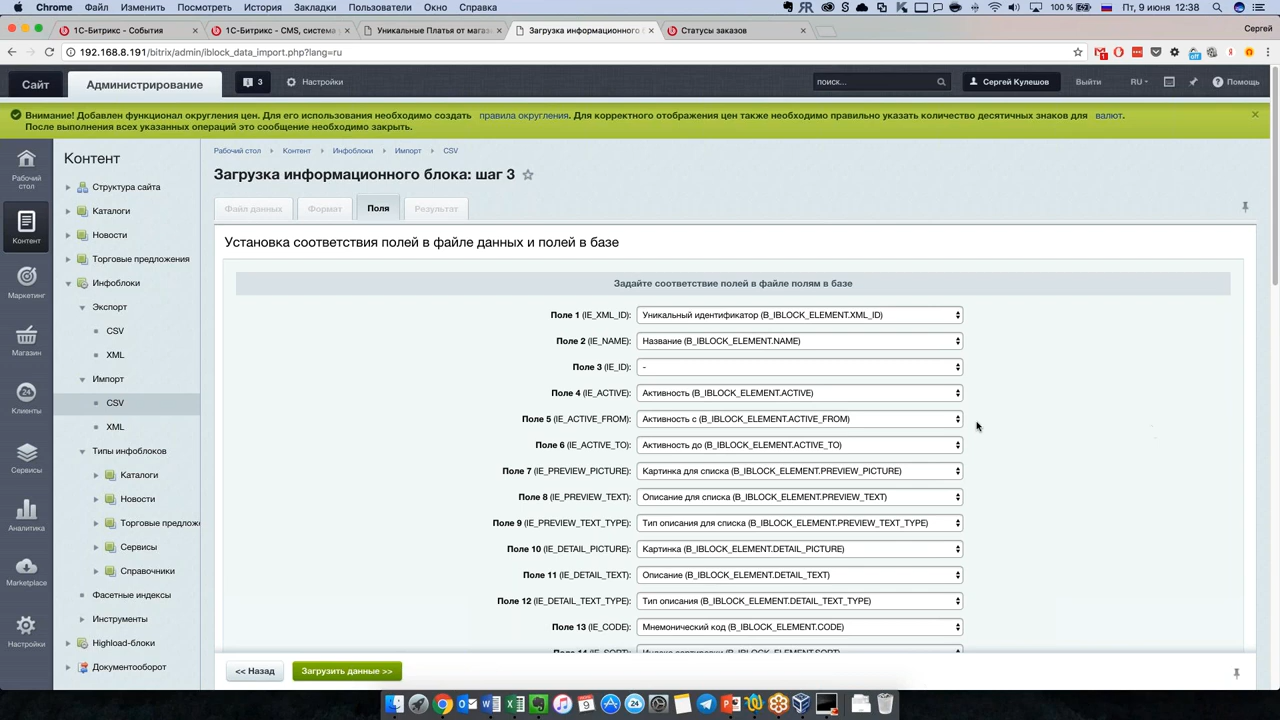 Chrome Файл Изменить Посмотреть История Закладки Пользователи Окно Справка
100 % Пт, 9 июня 12:38
1С-Битрикс - События
1С-Битрикс - CMS, система
Уникальные Платья от магаз
Загрузка информационного
Статусы заказов
Сергей
192.168.8.191/bitrix/admin/iblock_data_import.php?lang=ru
Сайт
Администрирование
3
Настройки
поиск...
Сергей Кулешов
Выйти
RU
Помощь
Внимание! Добавлен функционал округления цен. Для его использования необходимо создать правила округления. Для корректного отображения цен также необходимо правильно указать количество десятичных знаков для валют.
После выполнения всех указанных операций это сообщение необходимо закрыть.
Рабочий стол
Контент
Маркетинг
Магазин
24
Клиенты
Сервисы
Аналитика
Marketplace
Настройки
Контент
Структура сайта
Каталоги
Новости
Торговые предложения
Инфоблоки
Экспорт
CSV
XML
Импорт
CSV
XML
Типы инфоблоков
Каталоги
Новости
Торговые предлож
Сервисы
Справочники
Фасетные индексы
Инструменты
Highload-блоки
Документооборот
Рабочий стол Контент Инфоблоки Импорт CSV
Загрузка информационного блока: шаг 3
Файл данных Формат Поля Результат
Установка соответствия полей в файле данных и полей в базе
Задайте соответствие полей в файле полям в базе
Поле 1 (IE_XML_ID): Уникальный идентификатор (B_IBLOCK_ELEMENT.XML_ID)
Поле 2 (IE_NAME): Название (B_IBLOCK_ELEMENT.NAME)
Поле 3 (IE_ID): -
Поле 4 (IE_ACTIVE): Активность (B_IBLOCK_ELEMENT.ACTIVE)
Поле 5 (IE_ACTIVE_FROM): Активность с (B_IBLOCK_ELEMENT.ACTIVE_FROM)
Поле 6 (IE_ACTIVE_TO): Активность до (B_IBLOCK_ELEMENT.ACTIVE_TO)
Поле 7 (IE_PREVIEW_PICTURE): Картинка для списка (B_IBLOCK_ELEMENT.PREVIEW_PICTURE)
Поле 8 (IE_PREVIEW_TEXT): Описание для списка (B_IBLOCK_ELEMENT.PREVIEW_TEXT)
Поле 9 (IE_PREVIEW_TEXT_TYPE): Тип описания для списка (B_IBLOCK_ELEMENT.PREVIEW_TEXT_TYPE)
Поле 10 (IE_DETAIL_PICTURE): Картинка (B_IBLOCK_ELEMENT.DETAIL_PICTURE)
Поле 11 (IE_DETAIL_TEXT): Описание (B_IBLOCK_ELEMENT.DETAIL_TEXT)
Поле 12 (IE_DETAIL_TEXT_TYPE): Тип описания (B_IBLOCK_ELEMENT.DETAIL_TEXT_TYPE)
Поле 13 (IE_CODE): Мнемонический код (B_IBLOCK_ELEMENT.CODE)
<< Назад
Загрузить данные >>